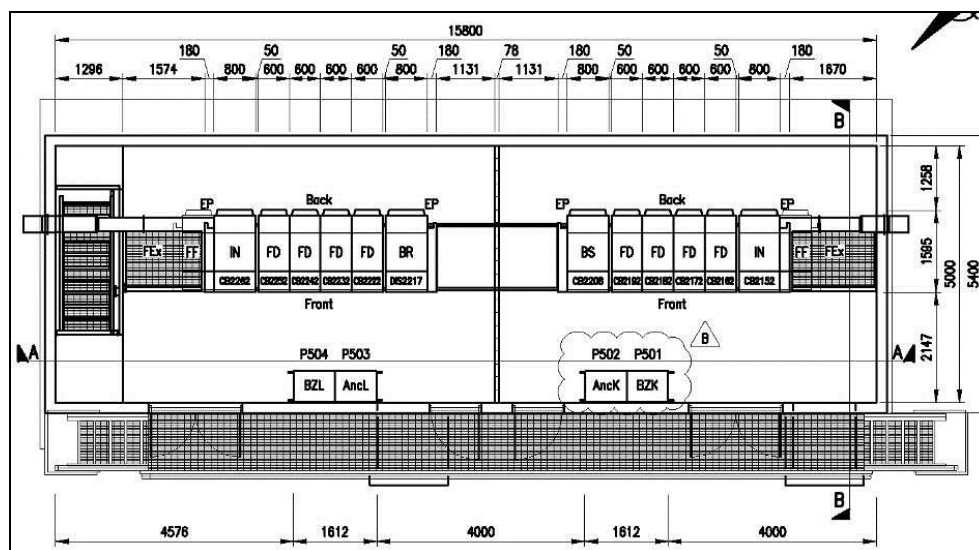 15800
180 50 50 180 78 180 50 50 180
1296 1574 800 600 600 600 600 800 1131 1131 800 600 600 600 600 800 1670
B
EP Back EP EP Back EP
1258
FEx FF IN FD FD FD FD BR BS FD FD FD FD IN FF FEx
1595
5000
5400
CB2262 CB2252 CB2242 CB2232 CB2222 DIS2217 CB2208 CB2192 CB2182 CB2172 CB2162 CB2152
Front Front
2147
B
A A
P504 P503 P502 P501
BZL AncL AncK BZK
B
4576 1612 4000 1612 4000